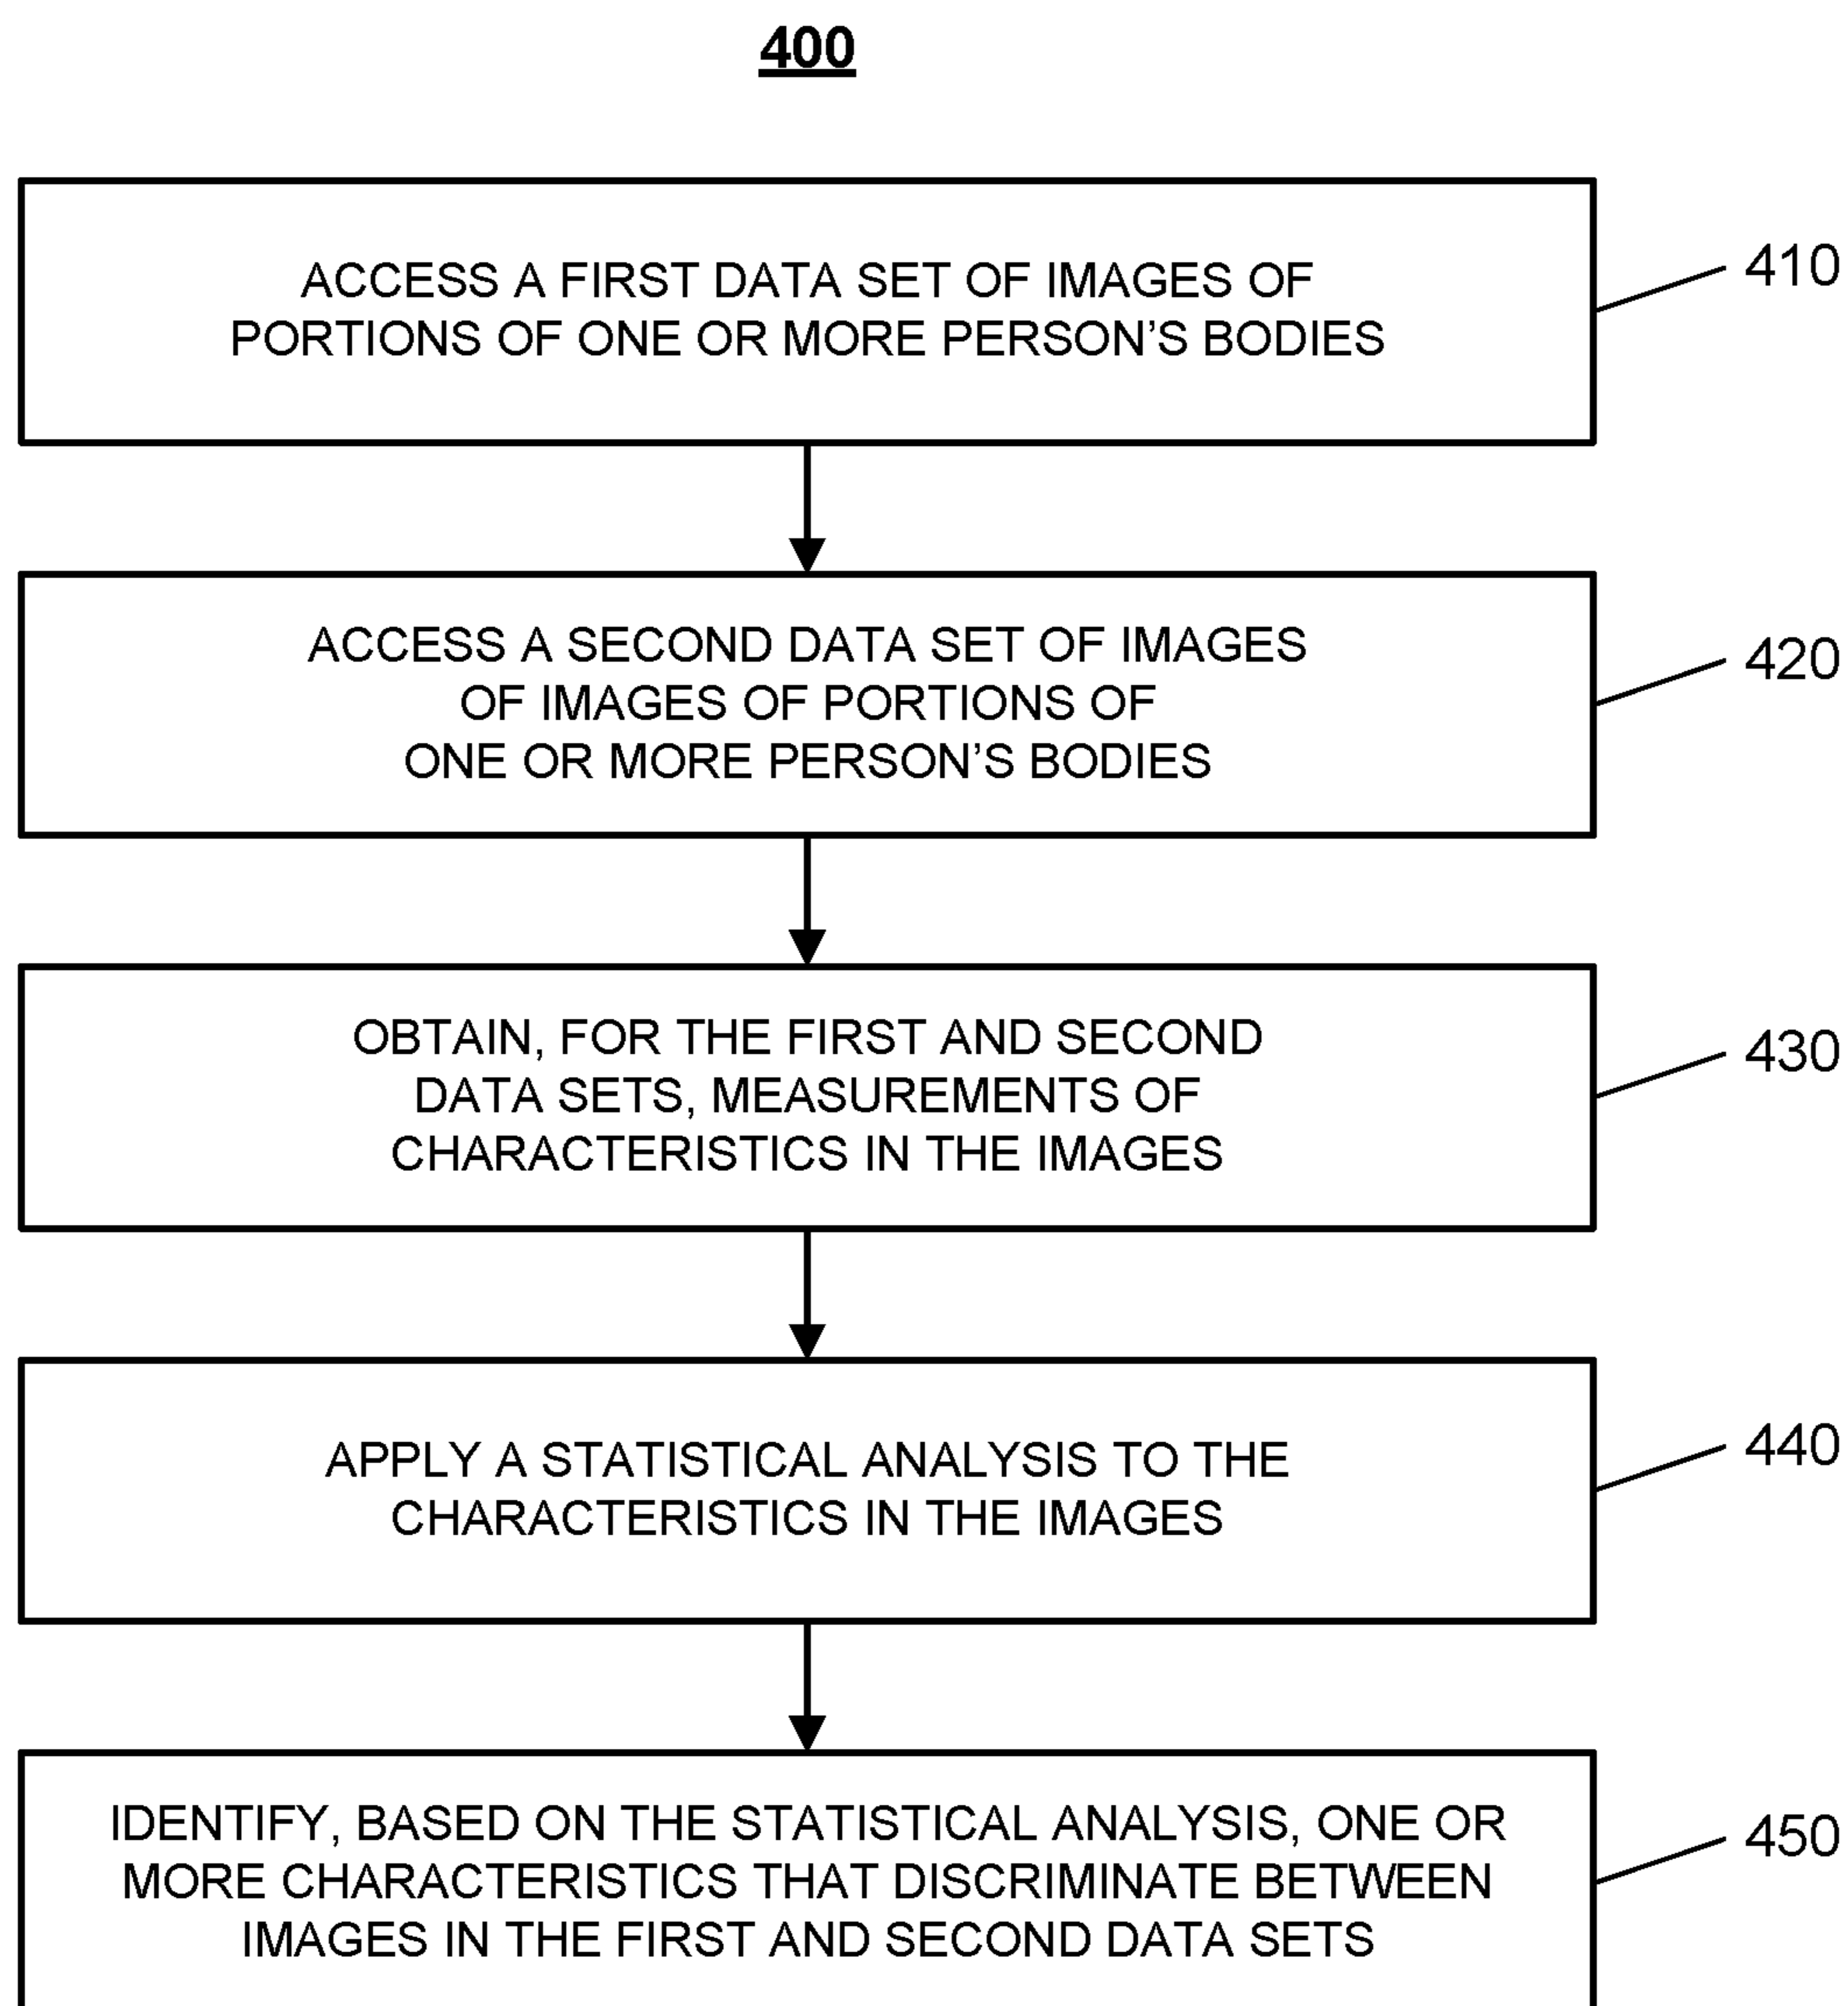 400
ACCESS A FIRST DATA SET OF IMAGES OF
PORTIONS OF ONE OR MORE PERSON'S BODIES
410
ACCESS A SECOND DATA SET OF IMAGES
OF IMAGES OF PORTIONS OF
ONE OR MORE PERSON'S BODIES
420
OBTAIN, FOR THE FIRST AND SECOND
DATA SETS, MEASUREMENTS OF
CHARACTERISTICS IN THE IMAGES
430
APPLY A STATISTICAL ANALYSIS TO THE
CHARACTERISTICS IN THE IMAGES
440
IDENTIFY, BASED ON THE STATISTICAL ANALYSIS, ONE OR
MORE CHARACTERISTICS THAT DISCRIMINATE BETWEEN
IMAGES IN THE FIRST AND SECOND DATA SETS
450